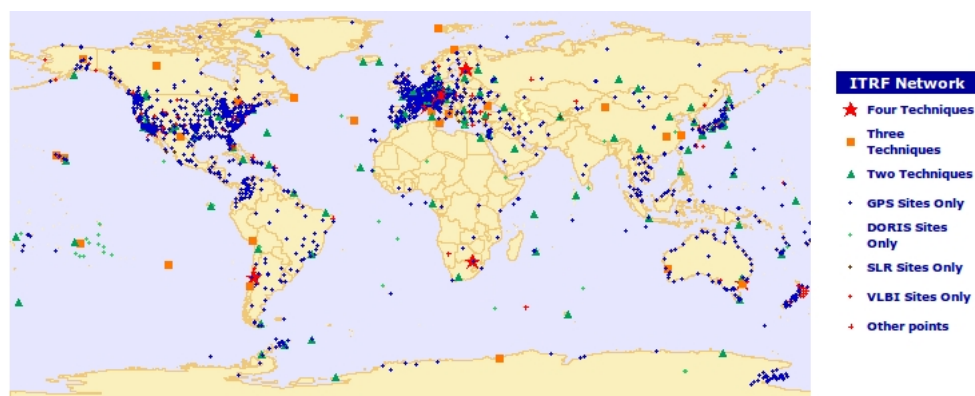 ITRF Network
Four Techniques
Three
Techniques
Two Techniques
GPS Sites Only
DORIS Sites
Only
SLR Sites Only
VLBI Sites Only
Other points